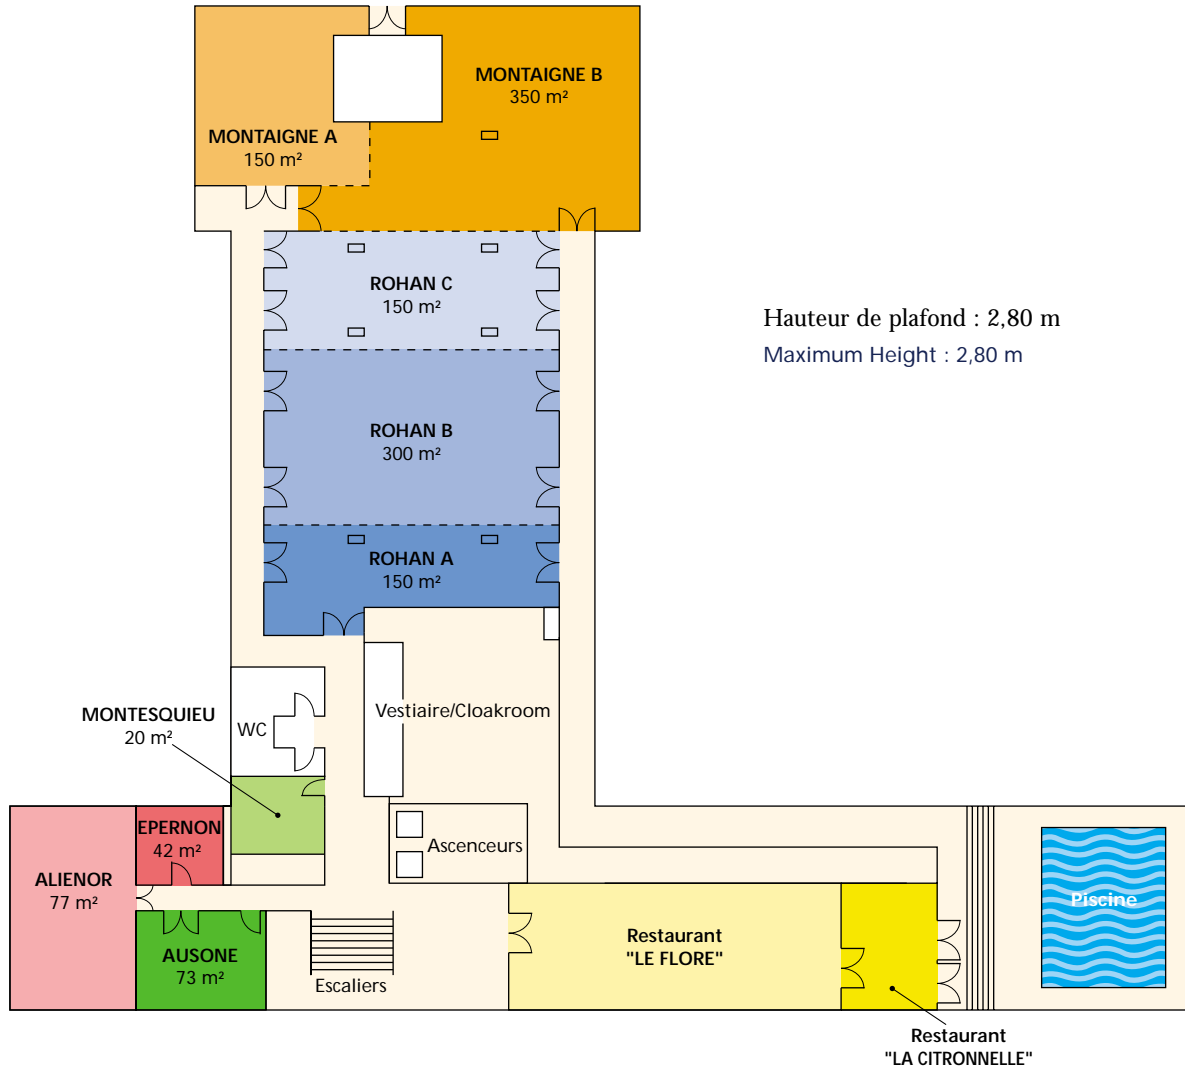 MONTAIGNE B
350 m²
MONTAIGNE A
150 m²
ROHAN C
150 m²
Hauteur de plafond : 2,80 m
Maximum Height : 2,80 m
ROHAN B
300 m²
ROHAN A
150 m²
MONTESQUIEU
20 m²
WC
Vestiaire/Cloakroom
EPERNON
42 m²
Ascenceurs
ALIENOR
77 m²
Piscine
AUSONE
73 m²
Escaliers
Restaurant
"LE FLORE"
Restaurant
"LA CITRONNELLE"